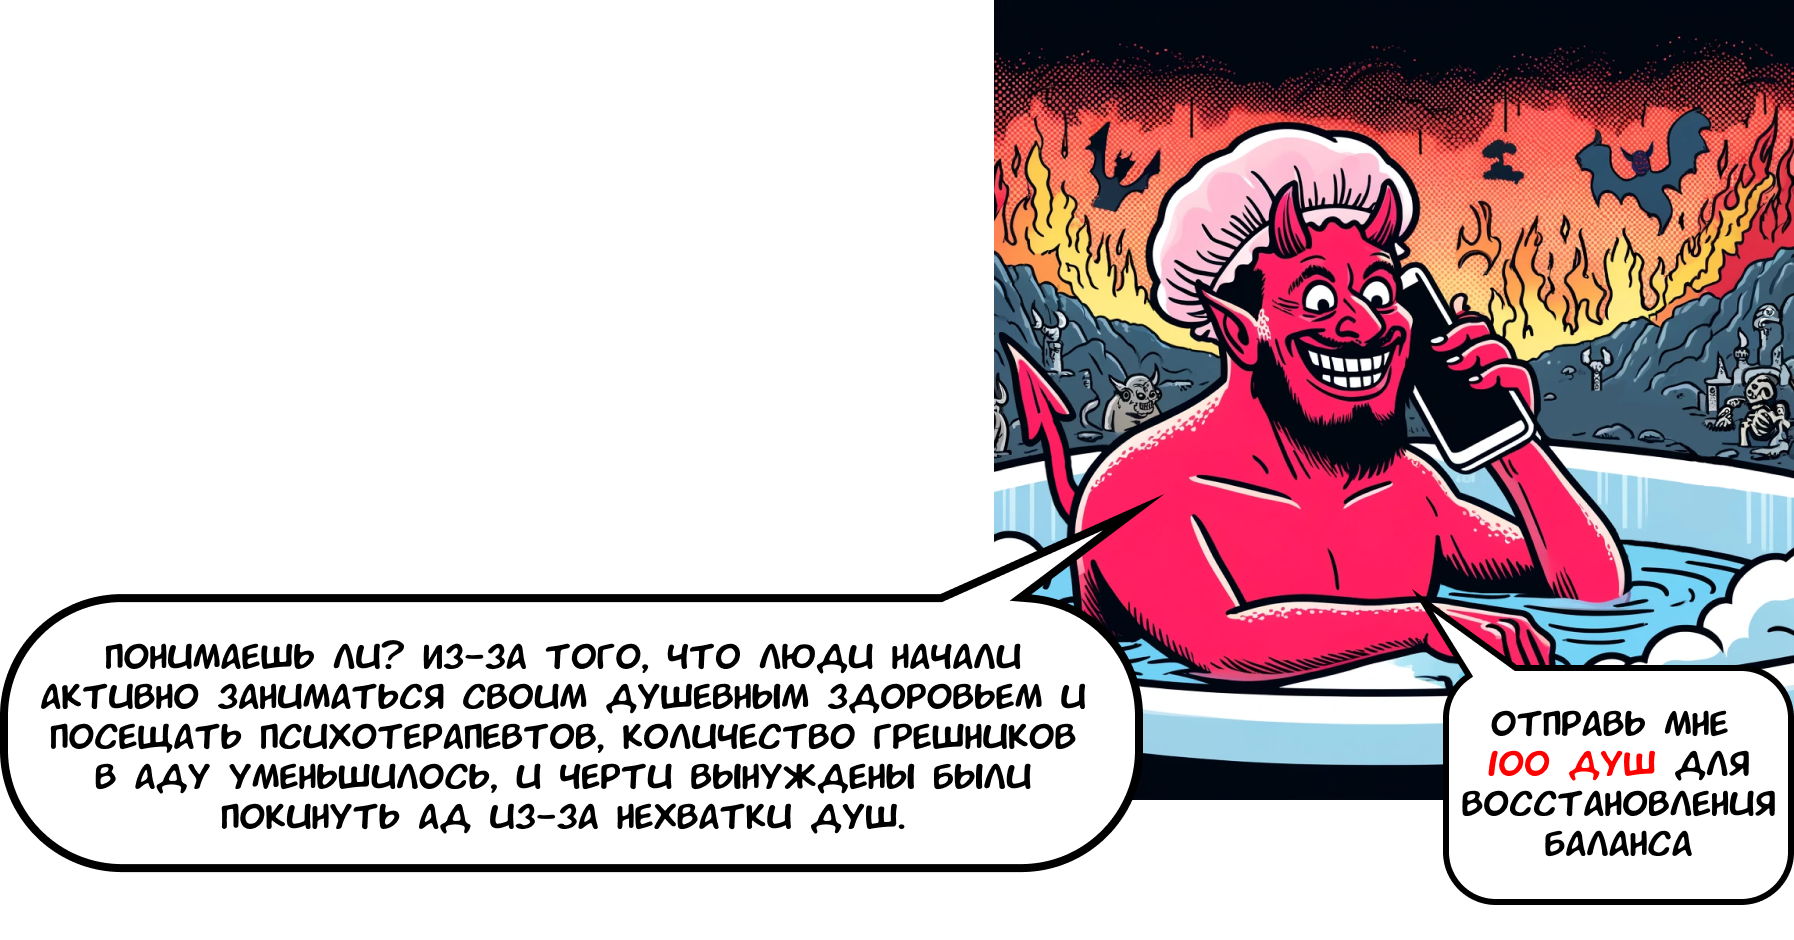 ПОНИМАЕШЬ ЛИ? ИЗ-ЗА ТОГО, ЧТО ЛЮДИ НАЧАЛИ
АКТИВНО ЗАНИМАТЬСЯ СВОИМ ДУШЕВНЫМ ЗДОРОВЬЕМ И
ПОСЕЩАТЬ ПСИХОТЕРАПЕВТОВ, КОЛИЧЕСТВО ГРЕШНИКОВ
В АДУ УМЕНЬШИЛОСЬ, И ЧЕРТИ ВЫНУЖДЕНЫ БЫЛИ
ПОКИНУТЬ АД ИЗ-ЗА НЕХВАТКИ ДУШ.
ОТПРАВЬ МНЕ
100 ДУШ ДЛЯ
ВОССТАНОВЛЕНИЯ
БАЛАНСА